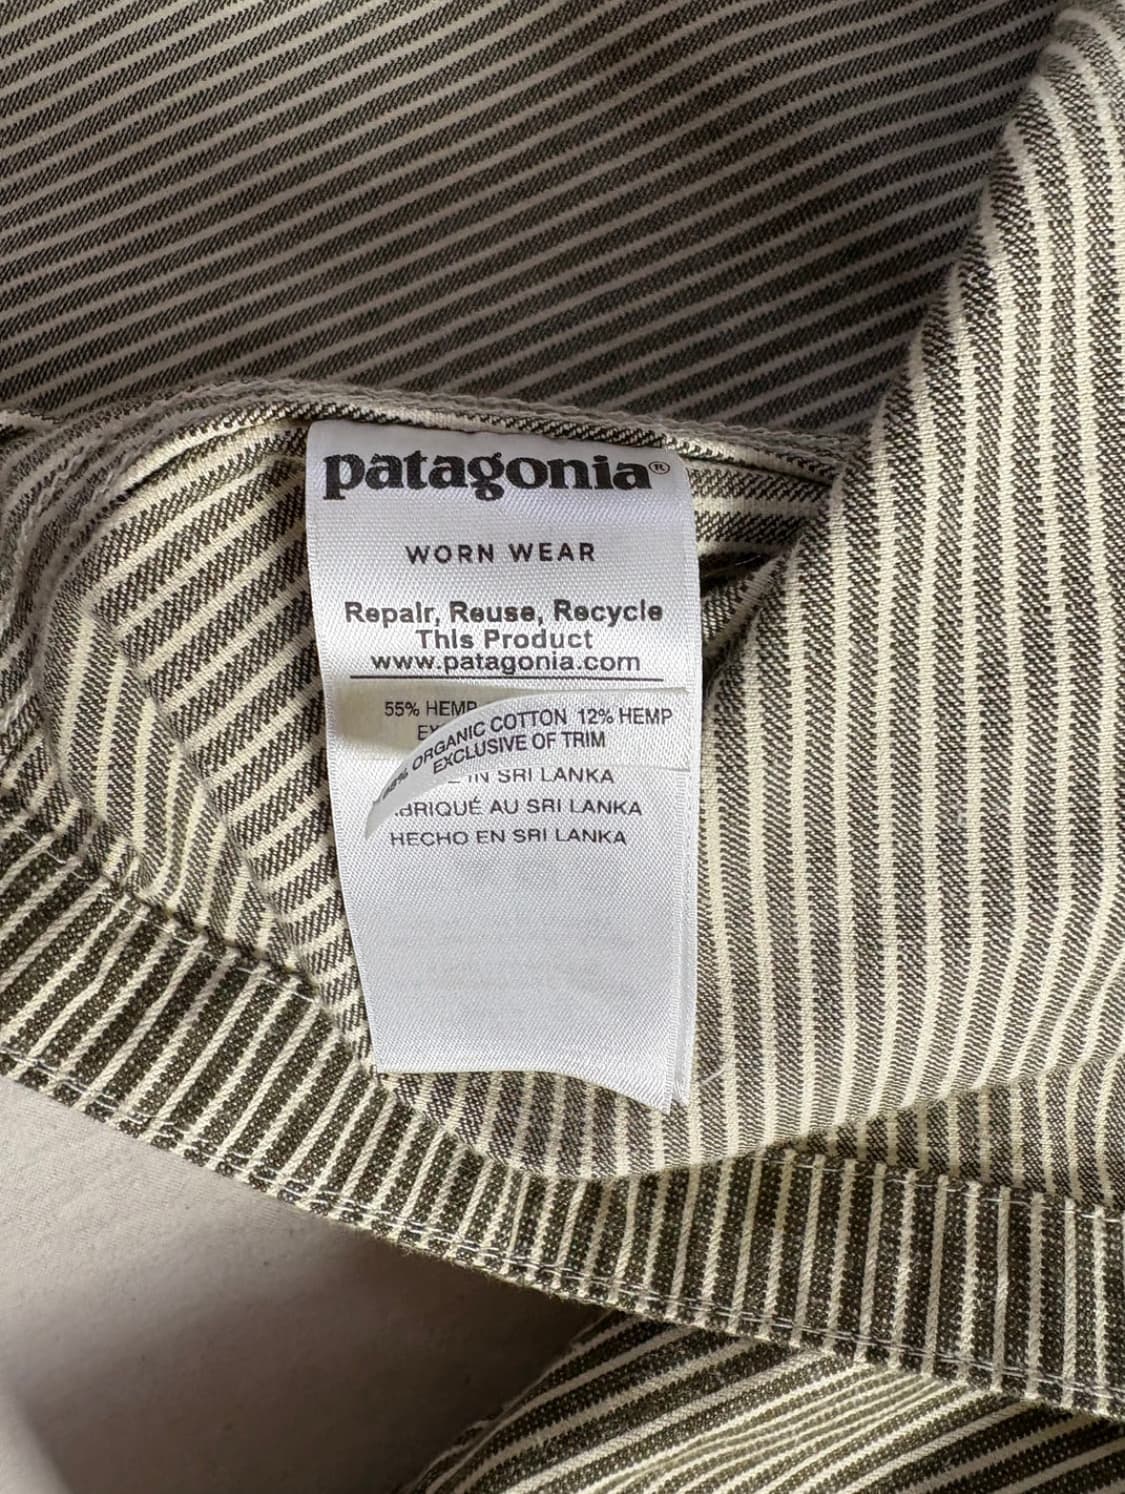 patagonia®
WORN WEAR
Repair, Reuse, Recycle
This Product
www.patagonia.com
55% HEMP
ORGANIC COTTON 12% HEMP
EXCLUSIVE OF TRIM
IN SRI LANKA
BRIQUÉ AU SRI LANKA
HECHO EN SRI LANKA